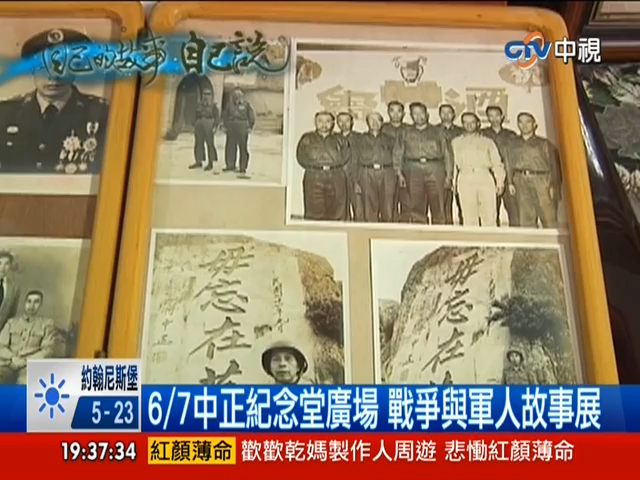 自己的故事 自己說
CTV中視
毋忘在莒
毋忘在
約翰尼斯堡
5-23
6/7中正紀念堂廣場 戰爭與軍人故事展
19:37:34
紅顏薄命
歡歡乾媽製作人周遊 悲慟紅顏薄命